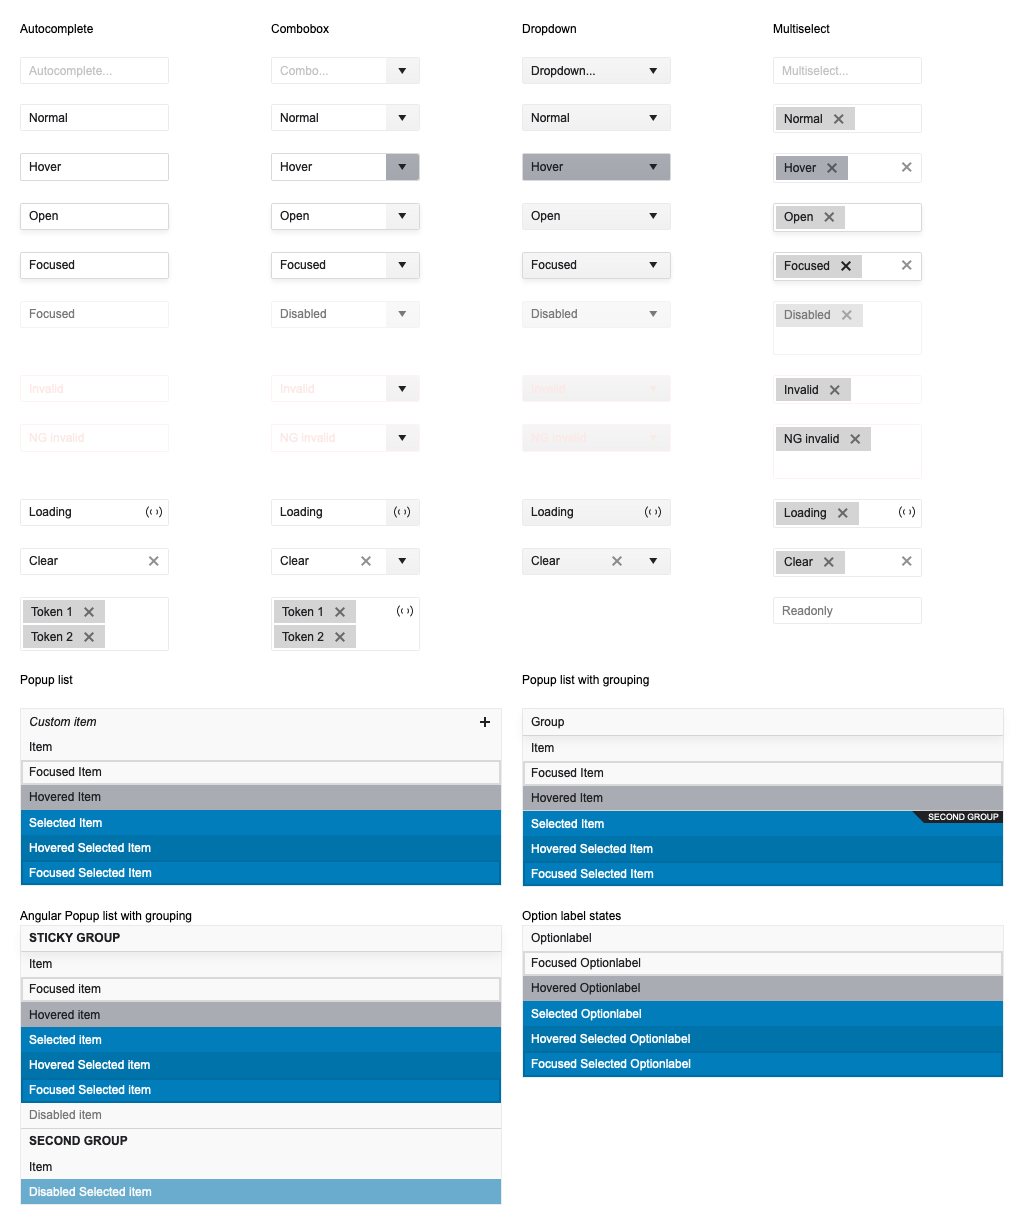 Autocomplete
Combobox
Dropdown
Multiselect
Autocomplete...
Combo...
Dropdown...
Multiselect...
Normal
Normal
Normal
Normal
Hover
Hover
Hover
Hover
Open
Open
Open
Open
Focused
Focused
Focused
Focused
Focused
Disabled
Disabled
Disabled
Invalid
Invalid
Invalid
Invalid
NG invalid
NG invalid
NG invalid
NG invalid
Loading
Loading
Loading
Loading
Clear
Clear
Clear
Clear
Token 1
Token 2
Token 1
Token 2
Readonly
Popup list
Custom item
Item
Focused Item
Hovered Item
Selected Item
Hovered Selected Item
Focused Selected Item
Popup list with grouping
Group
Item
Focused Item
Hovered Item
Selected Item
SECOND GROUP
Hovered Selected Item
Focused Selected Item
Angular Popup list with grouping
STICKY GROUP
Item
Focused item
Hovered item
Selected item
Hovered Selected item
Focused Selected item
Disabled item
SECOND GROUP
Item
Disabled Selected item
Option label states
Optionlabel
Focused Optionlabel
Hovered Optionlabel
Selected Optionlabel
Hovered Selected Optionlabel
Focused Selected Optionlabel